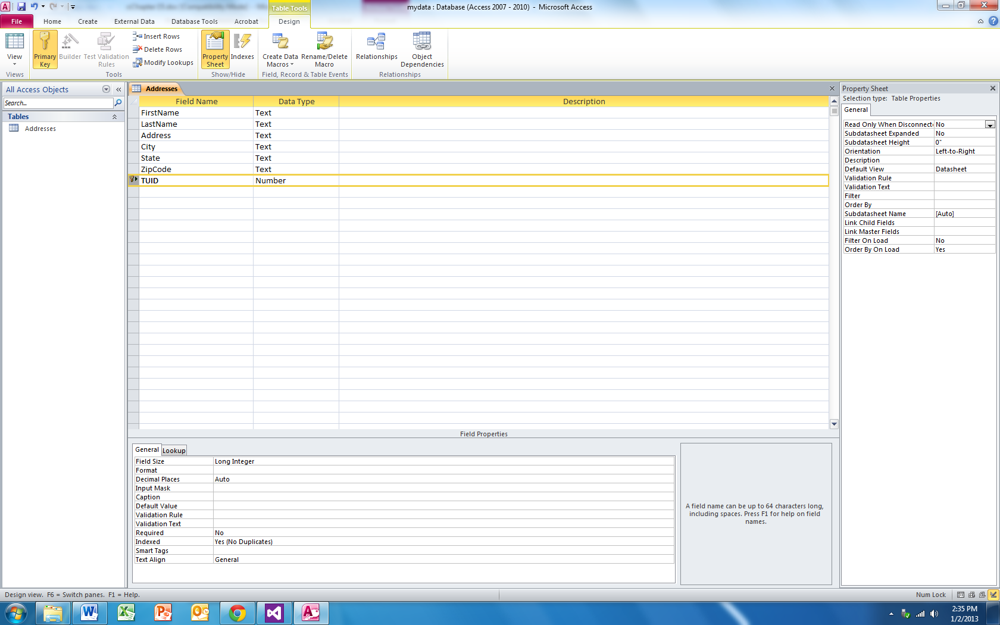 Table Tools
mydata : Database (Access 2007 - 2010) - Microsoft Access
File Home Create External Data Database Tools Acrobat Design
View
Primary Key
Builder
Test Validation Rules
Insert Rows
Delete Rows
Modify Lookups
Property Sheet
Indexes
Create Data Macros
Rename/Delete Macro
Relationships
Object Dependencies
Views Tools Show/Hide Field, Record & Table Events Relationships
All Access Objects
Search...
Tables
Addresses
Addresses
Field Name Data Type Description
FirstName Text
LastName Text
Address Text
City Text
State Text
ZipCode Text
TUID Number
Field Properties
General Lookup
Field Size Long Integer
Format
Decimal Places Auto
Input Mask
Caption
Default Value
Validation Rule
Validation Text
Required No
Indexed Yes (No Duplicates)
Smart Tags
Text Align General
A field name can be up to 64 characters long,
including spaces. Press F1 for help on field
names.
Property Sheet
Selection type: Table Properties
General
Read Only When Disconnect No
Subdatasheet Expanded No
Subdatasheet Height 0"
Orientation Left-to-Right
Description
Default View Datasheet
Validation Rule
Validation Text
Filter
Order By
Subdatasheet Name [Auto]
Link Child Fields
Link Master Fields
Filter On Load No
Order By On Load Yes
Design view. F6 = Switch panes. F1 = Help.
Num Lock
2:35 PM
1/2/2013